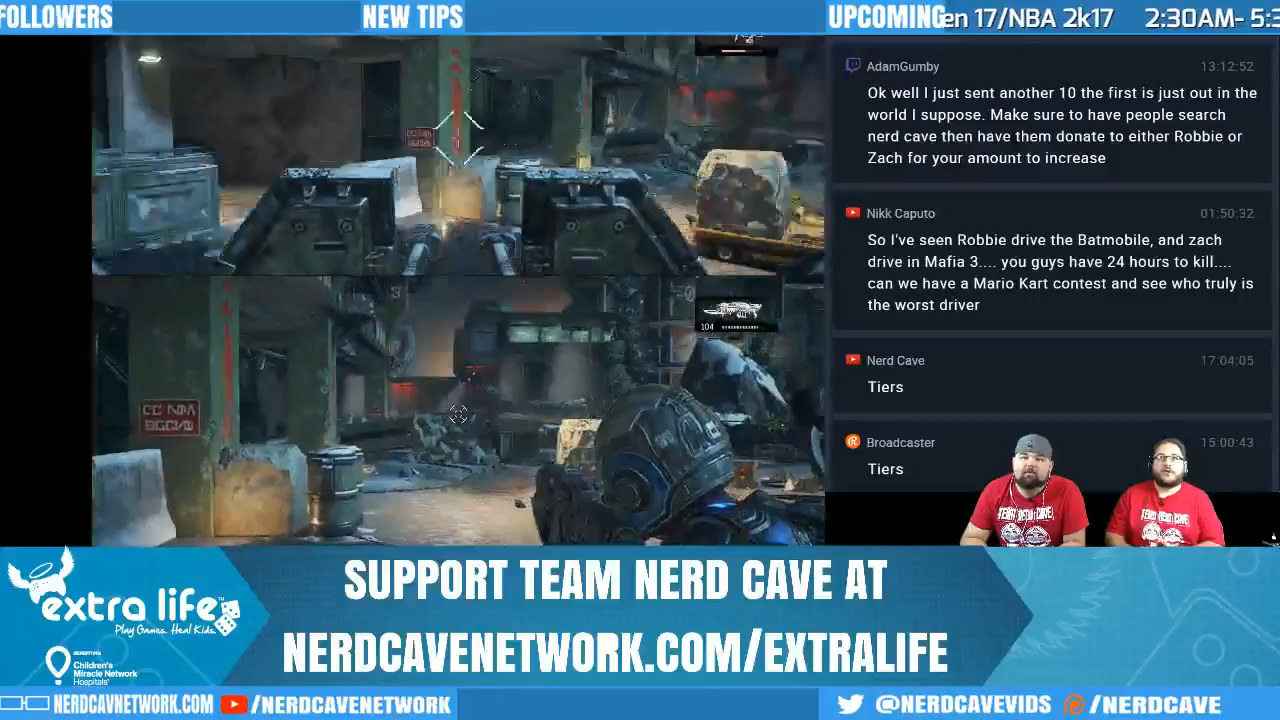 FOLLOWERS
NEW TIPS
UPCOMING
en 17/NBA 2k17 2:30AM- 5:3
AdamGumby 13:12:52
Ok well I just sent another 10 the first is just out in the
world I suppose. Make sure to have people search
nerd cave then have them donate to either Robbie or
Zach for your amount to increase
Nikk Caputo 01:50:32
So I've seen Robbie drive the Batmobile, and zach
drive in Mafia 3.... you guys have 24 hours to kill....
can we have a Mario Kart contest and see who truly is
the worst driver
Nerd Cave 17:04:05
Tiers
Broadcaster 15:00:43
Tiers
104
SUPPORT TEAM NERD CAVE AT
NERDCAVENETWORK.COM/EXTRALIFE
extra life
Play Games. Heal Kids.
BENEFITING
Children's
Miracle Network
Hospitals
NERDCAVNETWORK.COM
/NERDCAVENETWORK
@NERDCAVEVIDS
/NERDCAVE